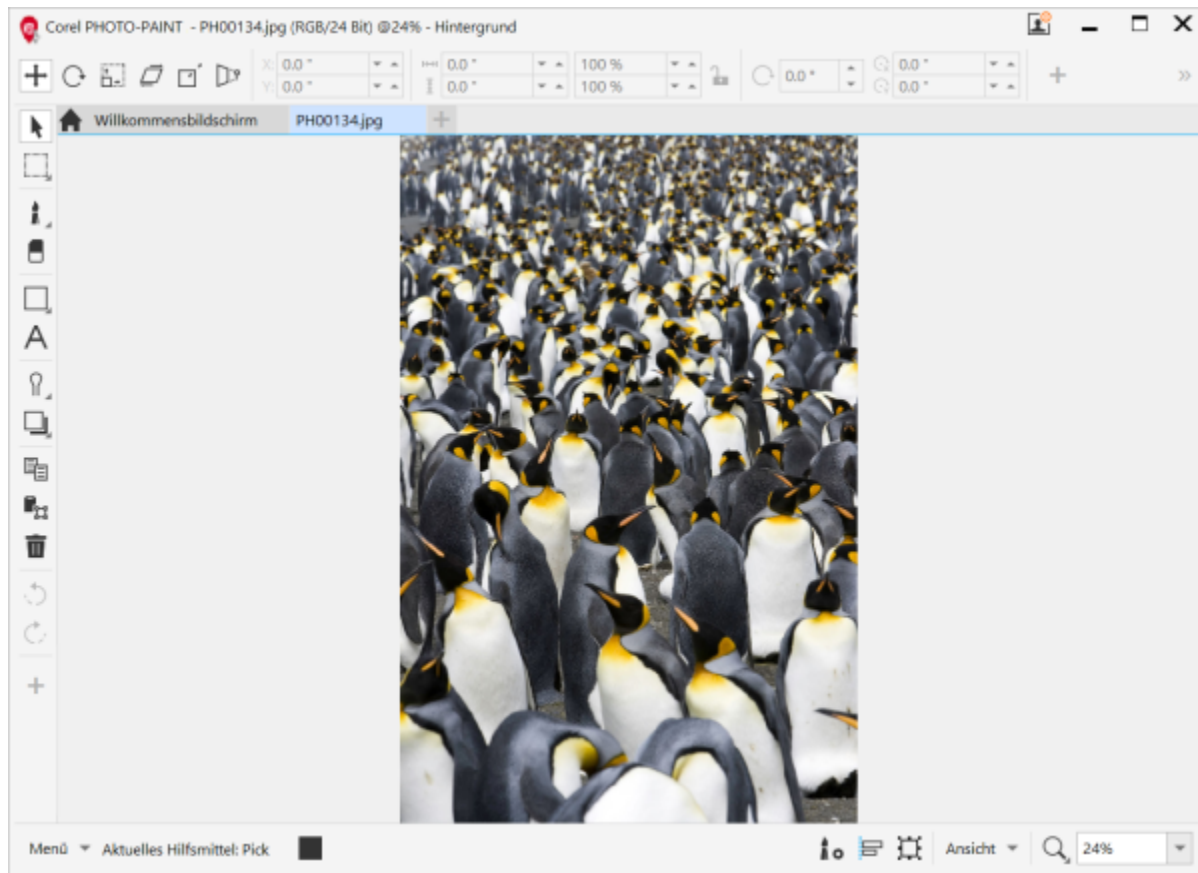 Corel PHOTO-PAINT - PH00134.jpg (RGB/24 Bit) @24% - Hintergrund
X: 0.0 " 0.0 " 100 % 0.0 ° 0.0 "
Y: 0.0 " 0.0 " 100 % 0.0 "
Willkommensbildschirm PH00134.jpg
A
Menü Aktuelles Hilfsmittel: Pick Ansicht 24%